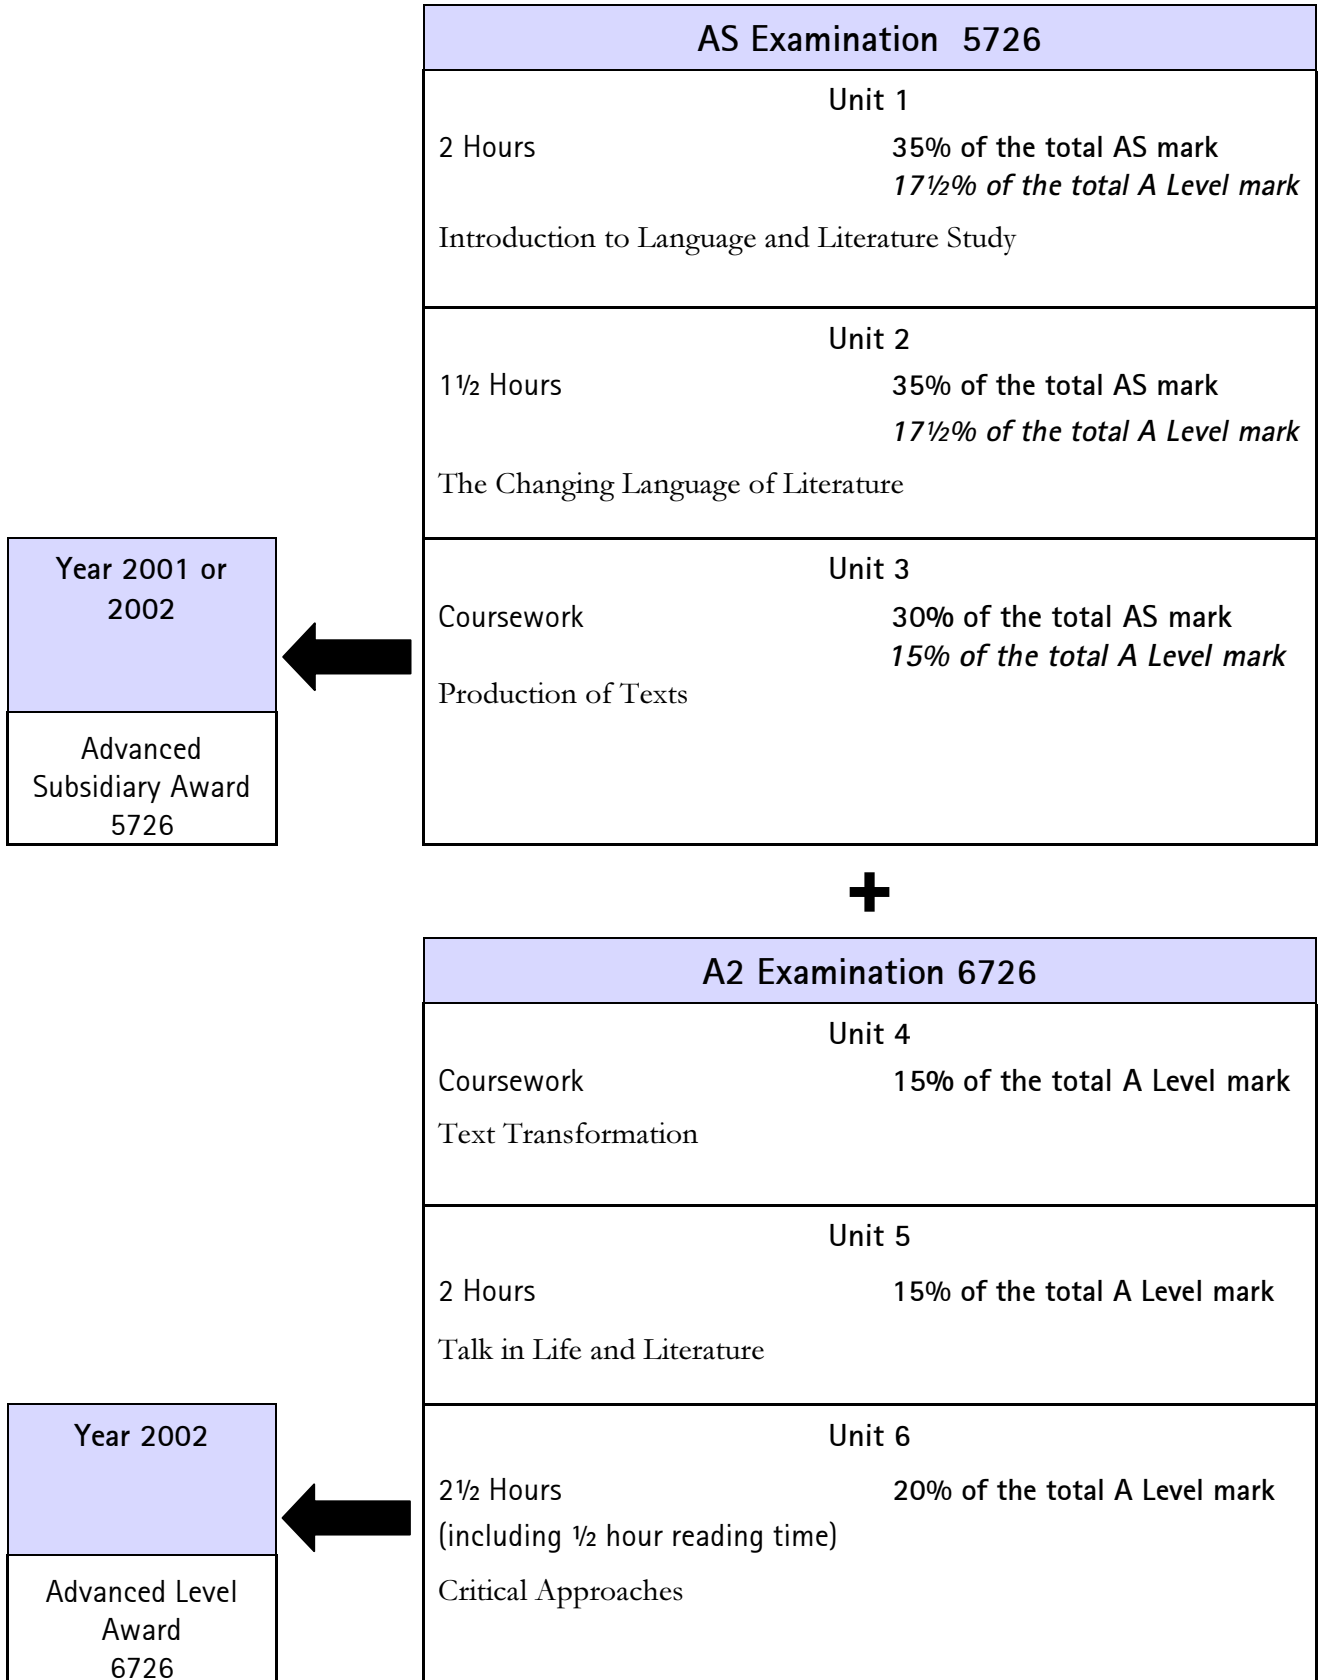 AS Examination 5726
Unit 1
2 Hours 35% of the total AS mark
17½% of the total A Level mark
Introduction to Language and Literature Study
Unit 2
1½ Hours 35% of the total AS mark
17½% of the total A Level mark
The Changing Language of Literature
Year 2001 or
2002
Advanced
Subsidiary Award
5726
Unit 3
Coursework 30% of the total AS mark
15% of the total A Level mark
Production of Texts
+
A2 Examination 6726
Unit 4
Coursework 15% of the total A Level mark
Text Transformation
Unit 5
2 Hours 15% of the total A Level mark
Talk in Life and Literature
Year 2002
Advanced Level
Award
6726
Unit 6
2½ Hours 20% of the total A Level mark
(including ½ hour reading time)
Critical Approaches